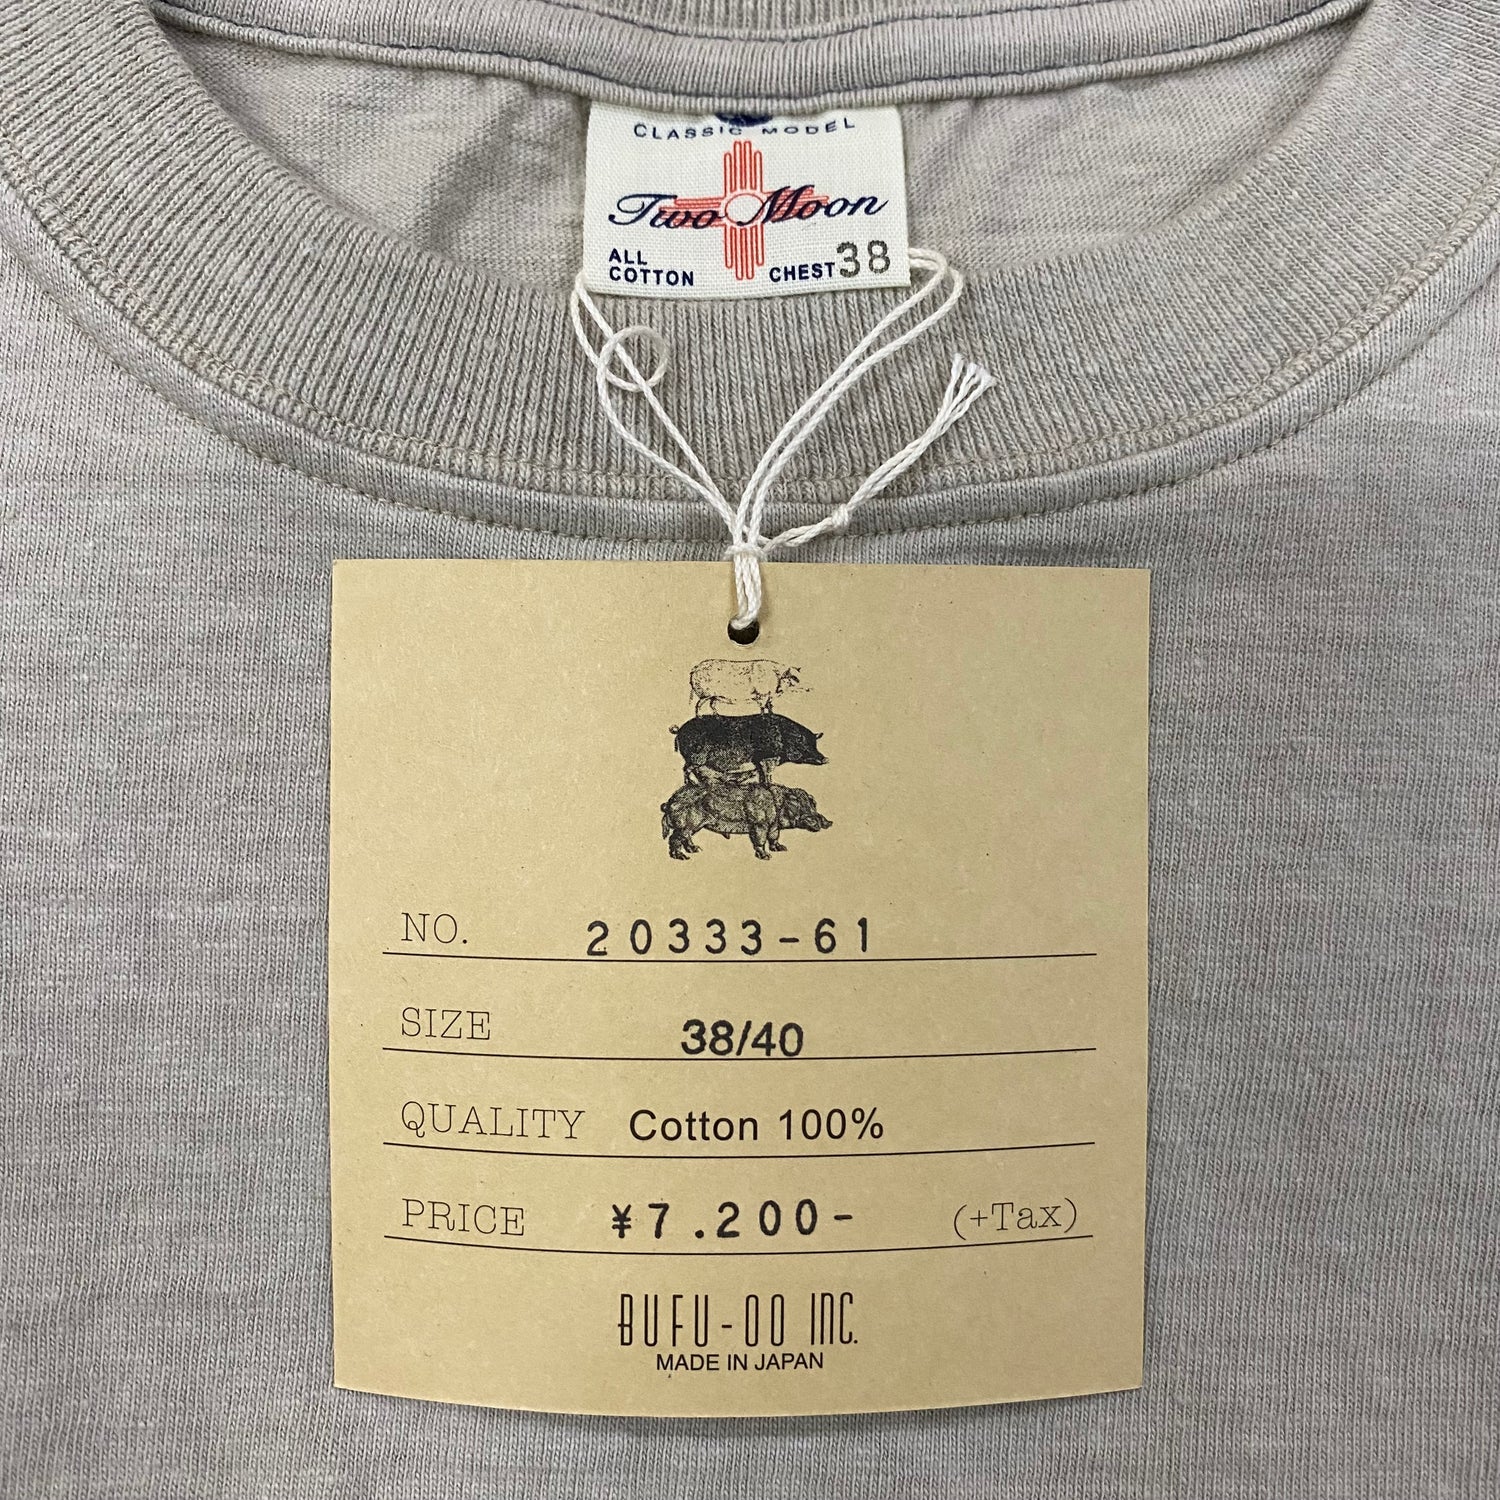 CLASSIC MODEL
Two Moon
ALL
COTTON
CHEST 38
NO. 20333-61
SIZE 38/40
QUALITY Cotton 100%
PRICE ¥7.200- (+Tax)
BUFU-OO INC.
MADE IN JAPAN